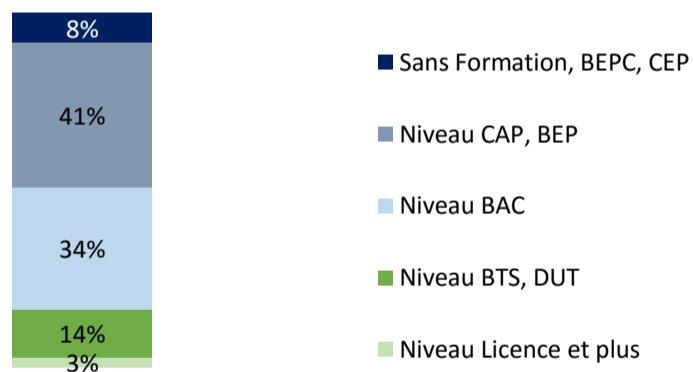 8%
41%
34%
14%
3%
Sans Formation, BEPC, CEP
Niveau CAP, BEP
Niveau BAC
Niveau BTS, DUT
Niveau Licence et plus